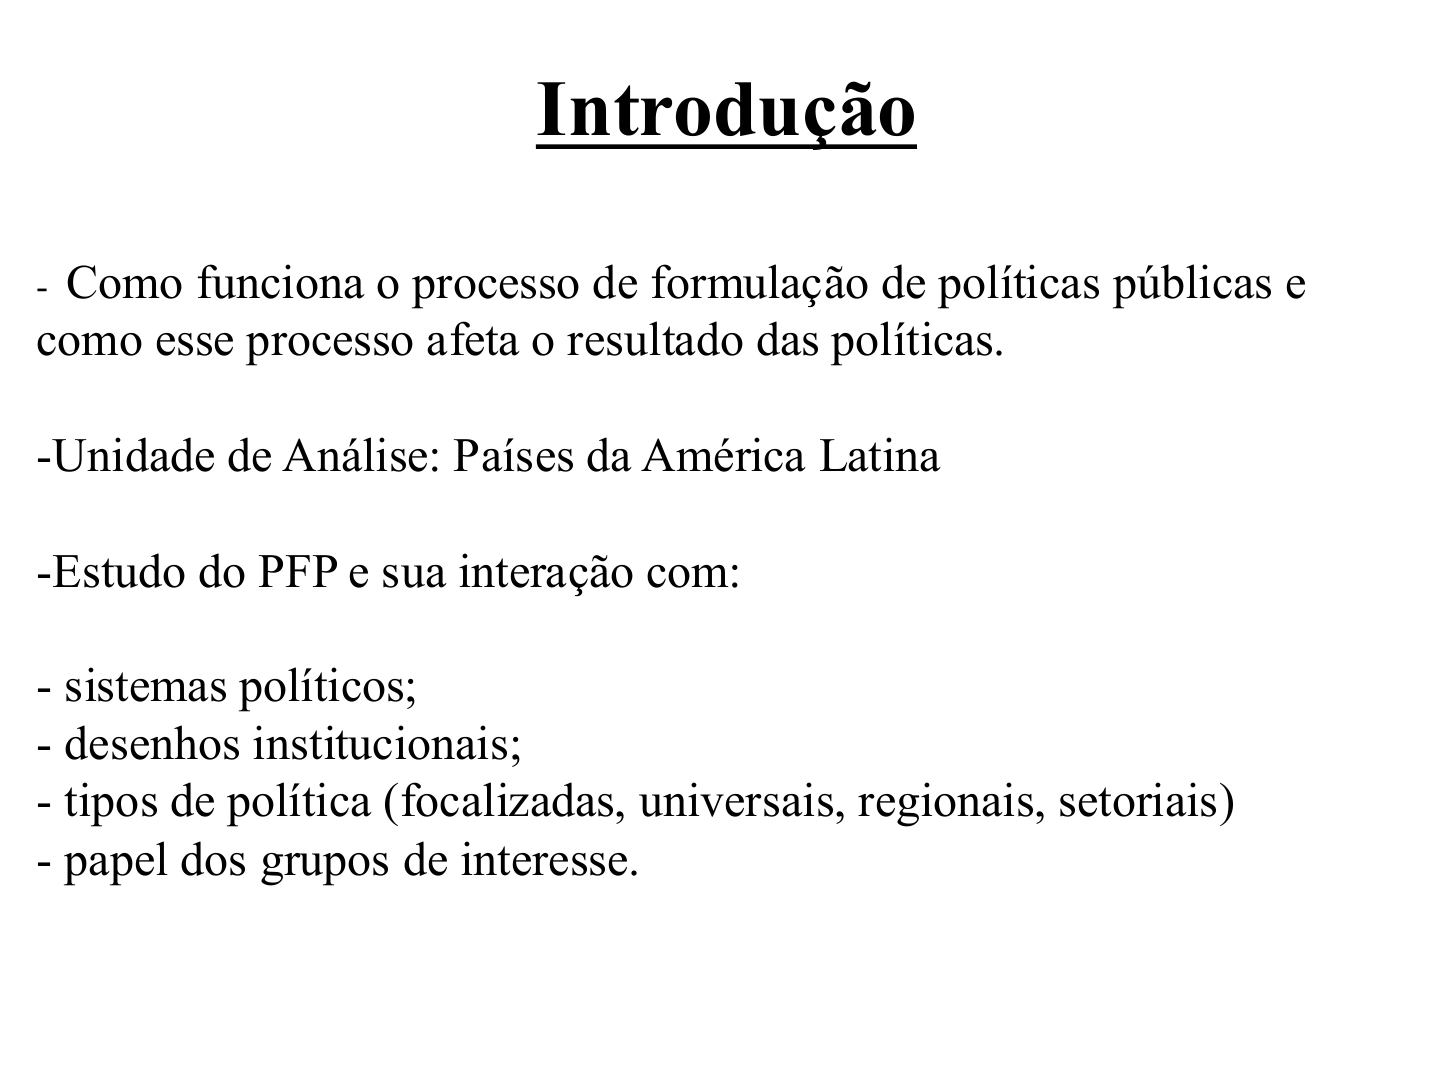 Introdução
- Como funciona o processo de formulação de políticas públicas e
como esse processo afeta o resultado das políticas.
-Unidade de Análise: Países da América Latina
-Estudo do PFP e sua interação com:
- sistemas políticos;
- desenhos institucionais;
- tipos de política (focalizadas, universais, regionais, setoriais)
- papel dos grupos de interesse.